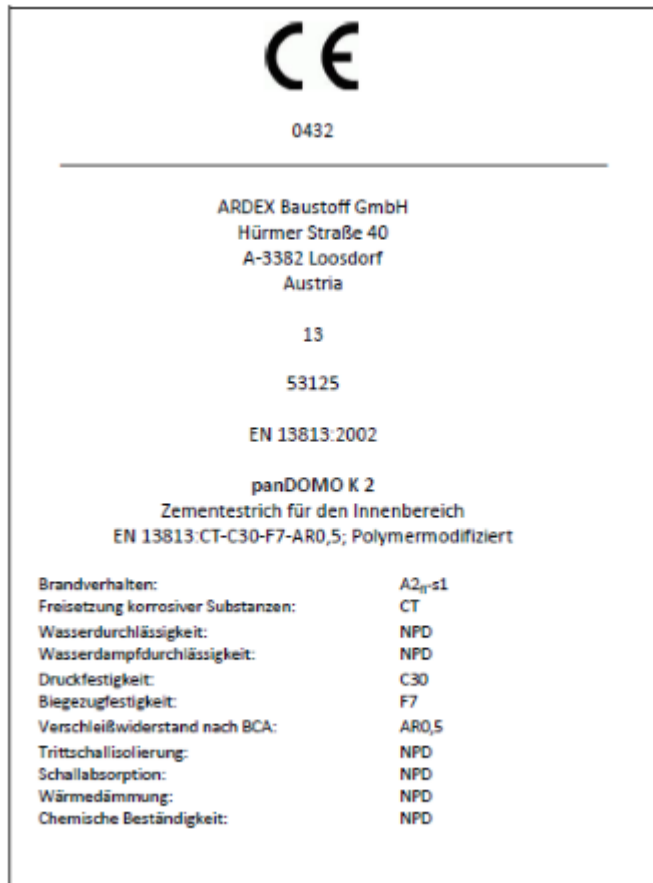 CE
0432
ARDEX Baustoff GmbH
Hürmer Straße 40
A-3382 Loosdorf
Austria
13
53125
EN 13813:2002
panDOMO K 2
Zementestrich für den Innenbereich
EN 13813:CT-C30-F7-AR0,5; Polymermodifiziert
Brandverhalten: A2fl-s1
Freisetzung korrosiver Substanzen: CT
Wasserdurchlässigkeit: NPD
Wasserdampfdurchlässigkeit: NPD
Druckfestigkeit: C30
Biegezugfestigkeit: F7
Verschleißwiderstand nach BCA: AR0,5
Trittschallisolierung: NPD
Schallabsorption: NPD
Wärmedämmung: NPD
Chemische Beständigkeit: NPD